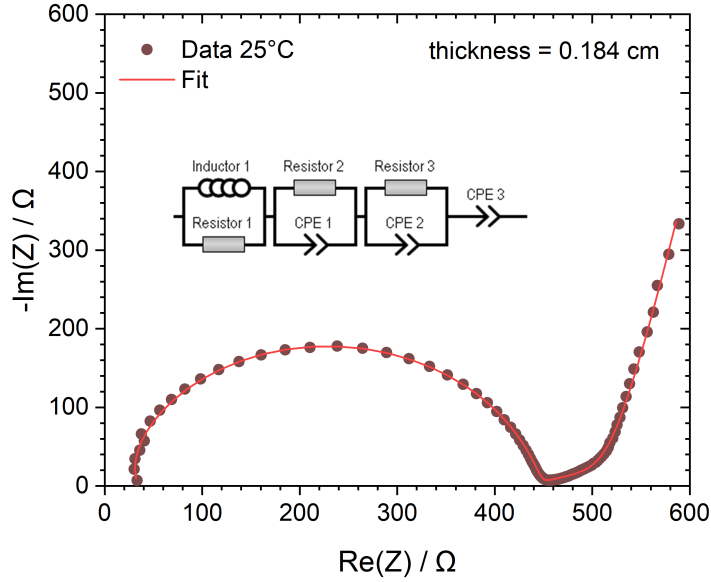 600
500
400
300
200
100
0
-Im(Z) / Ω
Data 25°C
Fit
thickness = 0.184 cm
Inductor 1
Resistor 1
Resistor 2
CPE 1
Resistor 3
CPE 2
CPE 3
0 100 200 300 400 500 600
Re(Z) / Ω